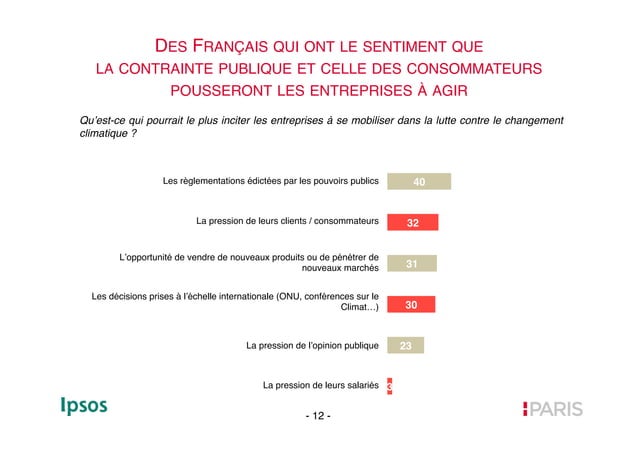 DES FRANÇAIS QUI ONT LE SENTIMENT QUE
LA CONTRAINTE PUBLIQUE ET CELLE DES CONSOMMATEURS
POUSSERONT LES ENTREPRISES À AGIR
Qu'est-ce qui pourrait le plus inciter les entreprises à se mobiliser dans la lutte contre le changement
climatique ?
Les règlementations édictées par les pouvoirs publics 40
La pression de leurs clients / consommateurs 32
L'opportunité de vendre de nouveaux produits ou de pénétrer de
nouveaux marchés 31
Les décisions prises à l'échelle internationale (ONU, conférences sur le
Climat…) 30
La pression de l'opinion publique 23
La pression de leurs salariés 3
Ipsos
- 12 -
PARIS